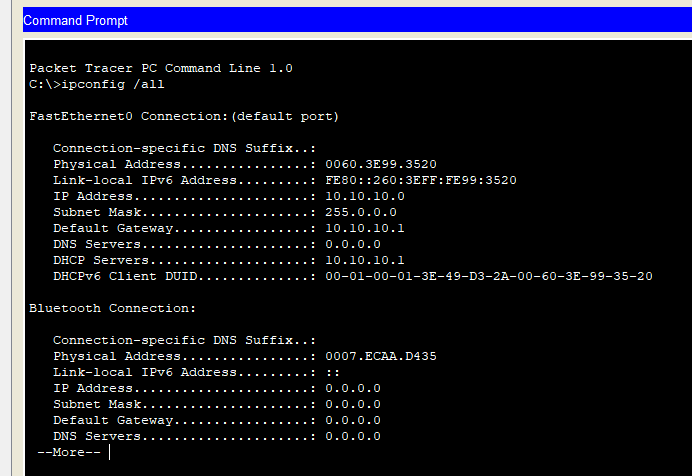 Command Prompt
Packet Tracer PC Command Line 1.0
C:\>ipconfig /all
FastEthernet0 Connection:(default port)
Connection-specific DNS Suffix..:
Physical Address................: 0060.3E99.3520
Link-local IPv6 Address.........: FE80::260:3EFF:FE99:3520
IP Address......................: 10.10.10.0
Subnet Mask.....................: 255.0.0.0
Default Gateway.................: 10.10.10.1
DNS Servers.....................: 0.0.0.0
DHCP Servers....................: 10.10.10.1
DHCPv6 Client DUID..............: 00-01-00-01-3E-49-D3-2A-00-60-3E-99-35-20
Bluetooth Connection:
Connection-specific DNS Suffix..:
Physical Address................: 0007.ECAA.D435
Link-local IPv6 Address.........: ::
IP Address......................: 0.0.0.0
Subnet Mask.....................: 0.0.0.0
Default Gateway.................: 0.0.0.0
DNS Servers.....................: 0.0.0.0
--More--